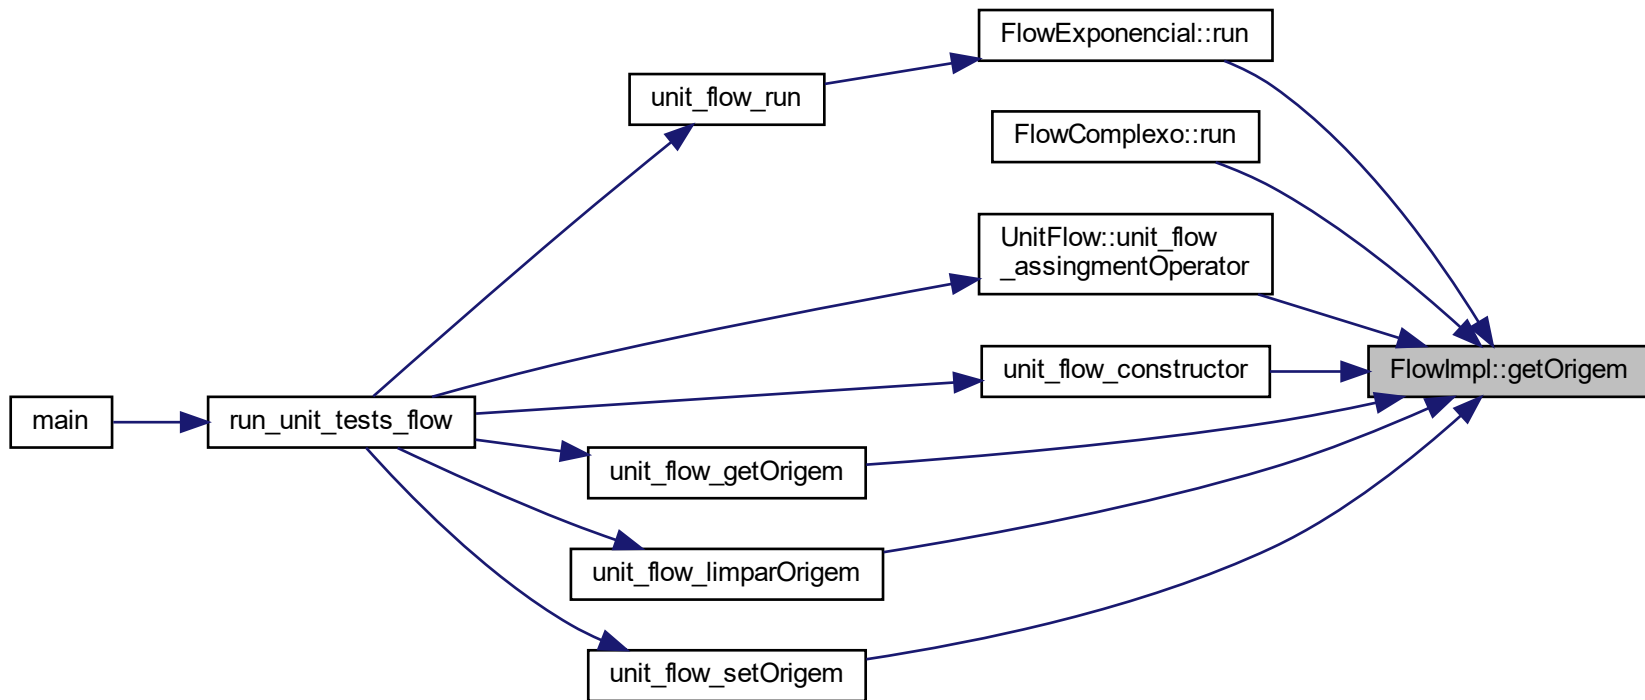 FlowExponencial::run
unit_flow_run
FlowComplexo::run
UnitFlow::unit_flow
_assingmentOperator
unit_flow_constructor
FlowImpl::getOrigem
main
run_unit_tests_flow
unit_flow_getOrigem
unit_flow_limparOrigem
unit_flow_setOrigem